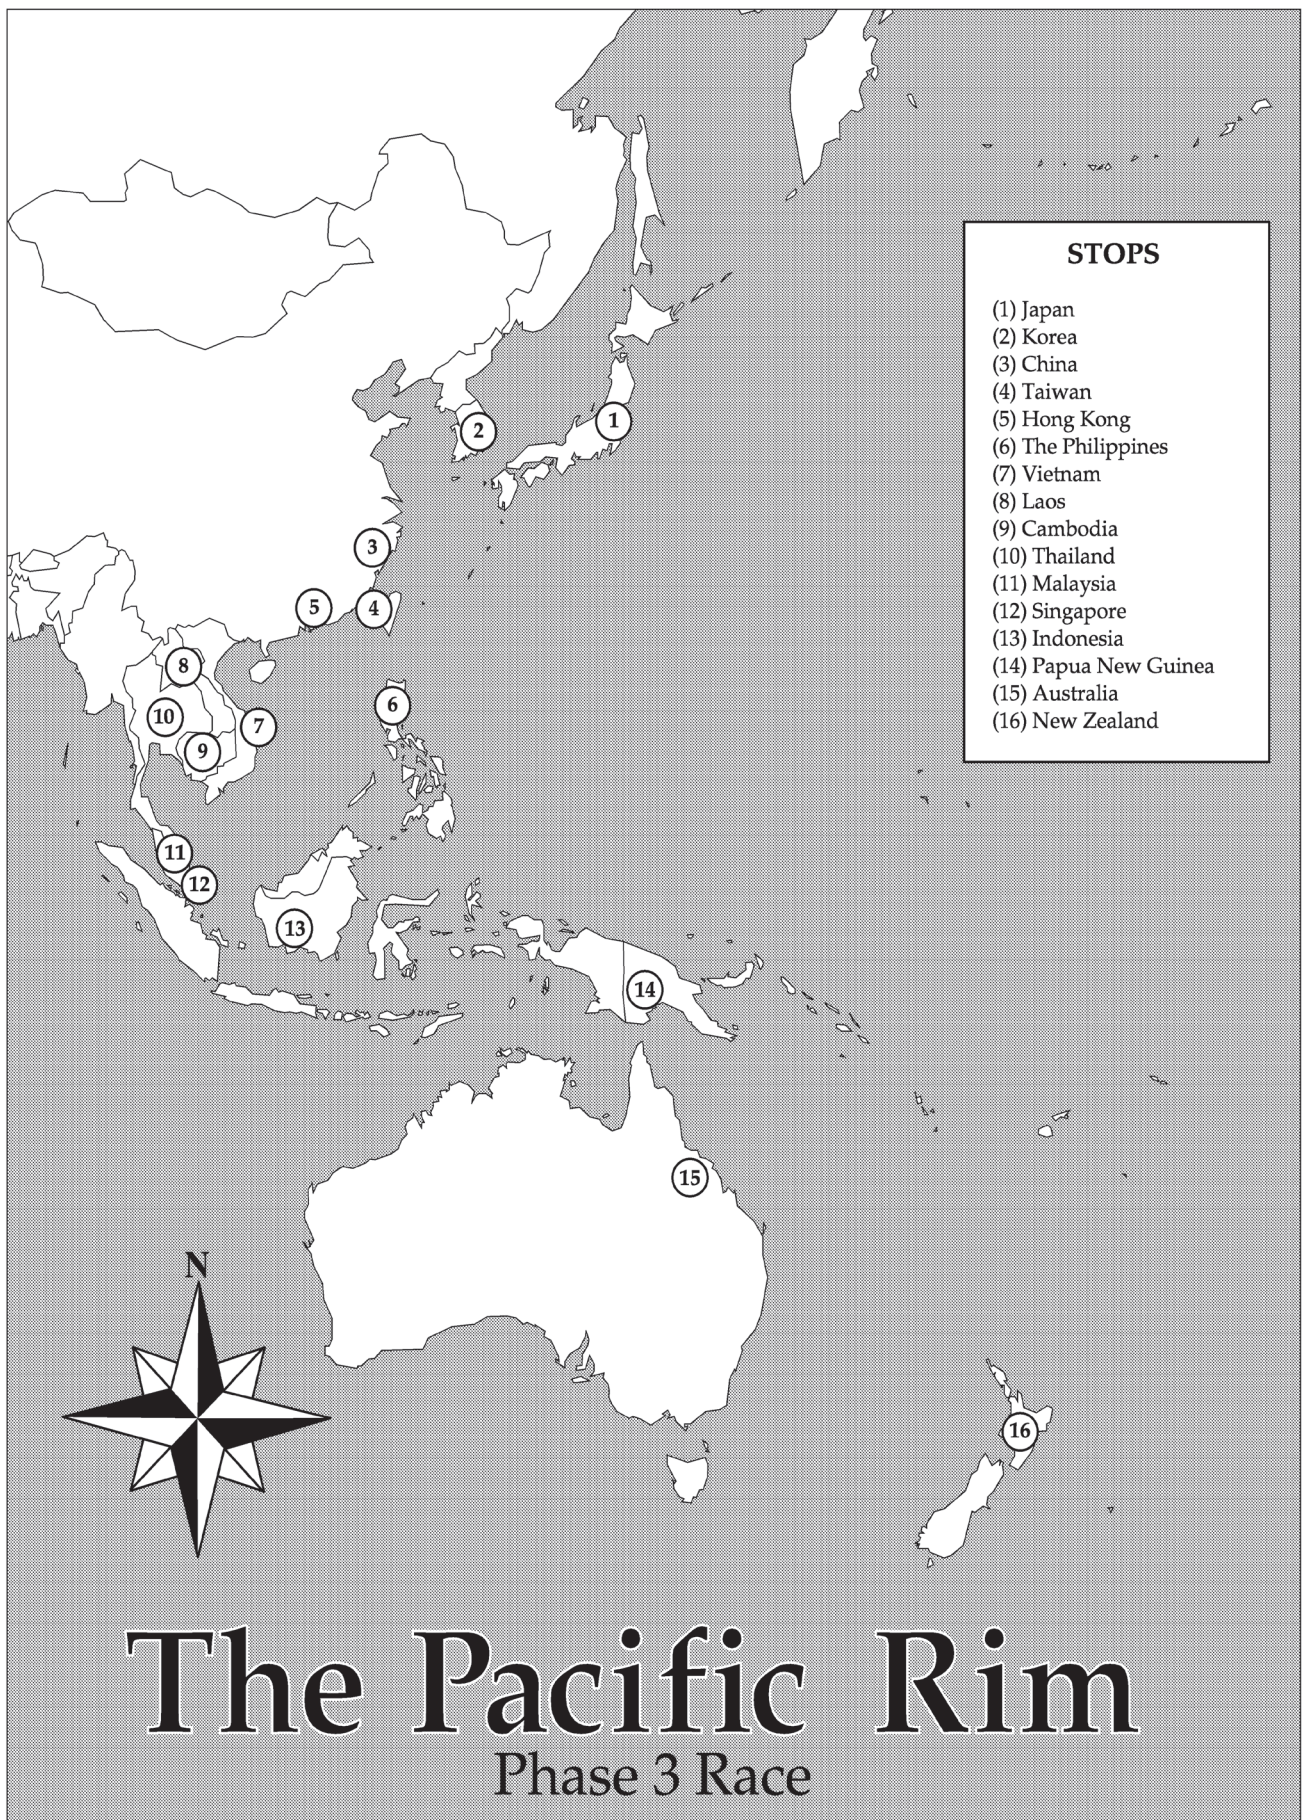 STOPS
(1) Japan
(2) Korea
(3) China
(4) Taiwan
(5) Hong Kong
(6) The Philippines
(7) Vietnam
(8) Laos
(9) Cambodia
(10) Thailand
(11) Malaysia
(12) Singapore
(13) Indonesia
(14) Papua New Guinea
(15) Australia
(16) New Zealand
1
2
3
5
4
8
6
10
7
9
11
12
13
14
15
N
16
The Pacific Rim
Phase 3 Race